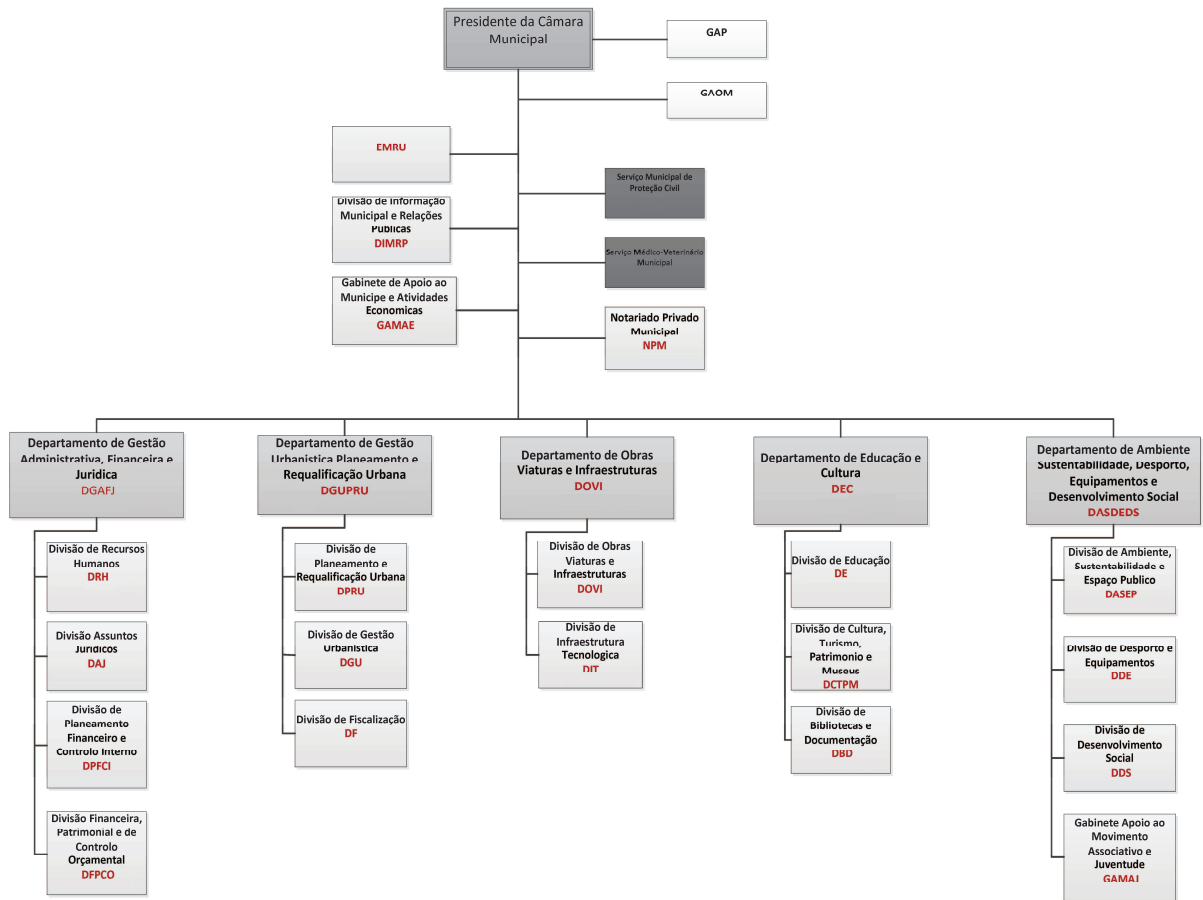 Presidente da Câmara
Municipal
GAP
GAOM
EMRU
Serviço Municipal de
Proteção Civil
Divisão de Informação
Municipal e Relações
Publicas
DIMRP
Serviço Médico-Veterinário
Municipal
Gabinete de Apoio ao
Municipe e Atividades
Economicas
GAMAE
Notariado Privado
Municipal
NPM
Departamento de Gestão
Administrativa, Financeira e
Juridica
DGAFJ
Departamento de Gestão
Urbanistica Planeamento e
Requalificação Urbana
DGUPRU
Departamento de Obras
Viaturas e Infraestruturas
DOVI
Departamento de Educação e
Cultura
DEC
Departamento de Ambiente
Sustentabilidade, Desporto,
Equipamentos e
Desenvolvimento Social
DASDEDS
Divisão de Recursos
Humanos
DRH
Divisão Assuntos
Juridicos
DAJ
Divisão de
Planeamento
Financeiro e
Controlo Interno
DPFCI
Divisão Financeira,
Patrimonial e de
Controlo
Orçamental
DFPCO
Divisão de
Planeamento e
Requalificação Urbana
DPRU
Divisão de Gestão
Urbanistica
DGU
Divisão de Fiscalização
DF
Divisão de Obras
Viaturas e
Infraestruturas
DOVI
Divisão de
Infraestrutura
Tecnologica
DIT
Divisão de Educação
DE
Divisão de Cultura,
Turismo,
Patrimonio e
Museus
DCTPM
Divisão de
Bibliotecas e
Documentação
DBD
Divisão de Ambiente,
Sustentabilidade e
Espaço Publico
DASEP
Divisão de Desporto e
Equipamentos
DDE
Divisão de
Desenvolvimento
Social
DDS
Gabinete Apoio ao
Movimento
Associativo e
Juventude
GAMAJ